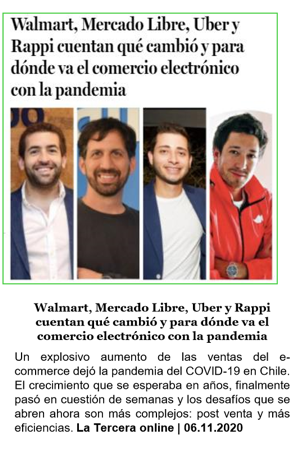 Walmart, Mercado Libre, Uber y
Rappi cuentan qué cambió y para
dónde va el comercio electrónico
con la pandemia
Walmart, Mercado Libre, Uber y Rappi
cuentan qué cambió y para dónde va el
comercio electrónico con la pandemia
Un explosivo aumento de las ventas del e-
commerce dejó la pandemia del COVID-19 en Chile.
El crecimiento que se esperaba en años, finalmente
pasó en cuestión de semanas y los desafíos que se
abren ahora son más complejos: post venta y más
eficiencias. La Tercera online | 06.11.2020